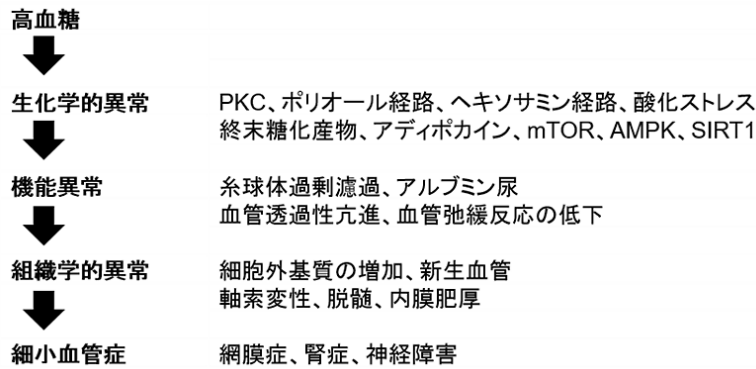 高血糖
生化学的異常 PKC、ポリオール経路、ヘキソサミン経路、酸化ストレス
終末糖化産物、アディポカイン、mTOR、AMPK、SIRT1
機能異常 糸球体過剰濾過、アルブミン尿
血管透過性亢進、血管弛緩反応の低下
組織学的異常 細胞外基質の増加、新生血管
軸索変性、脱髄、内膜肥厚
細小血管症 網膜症、腎症、神経障害